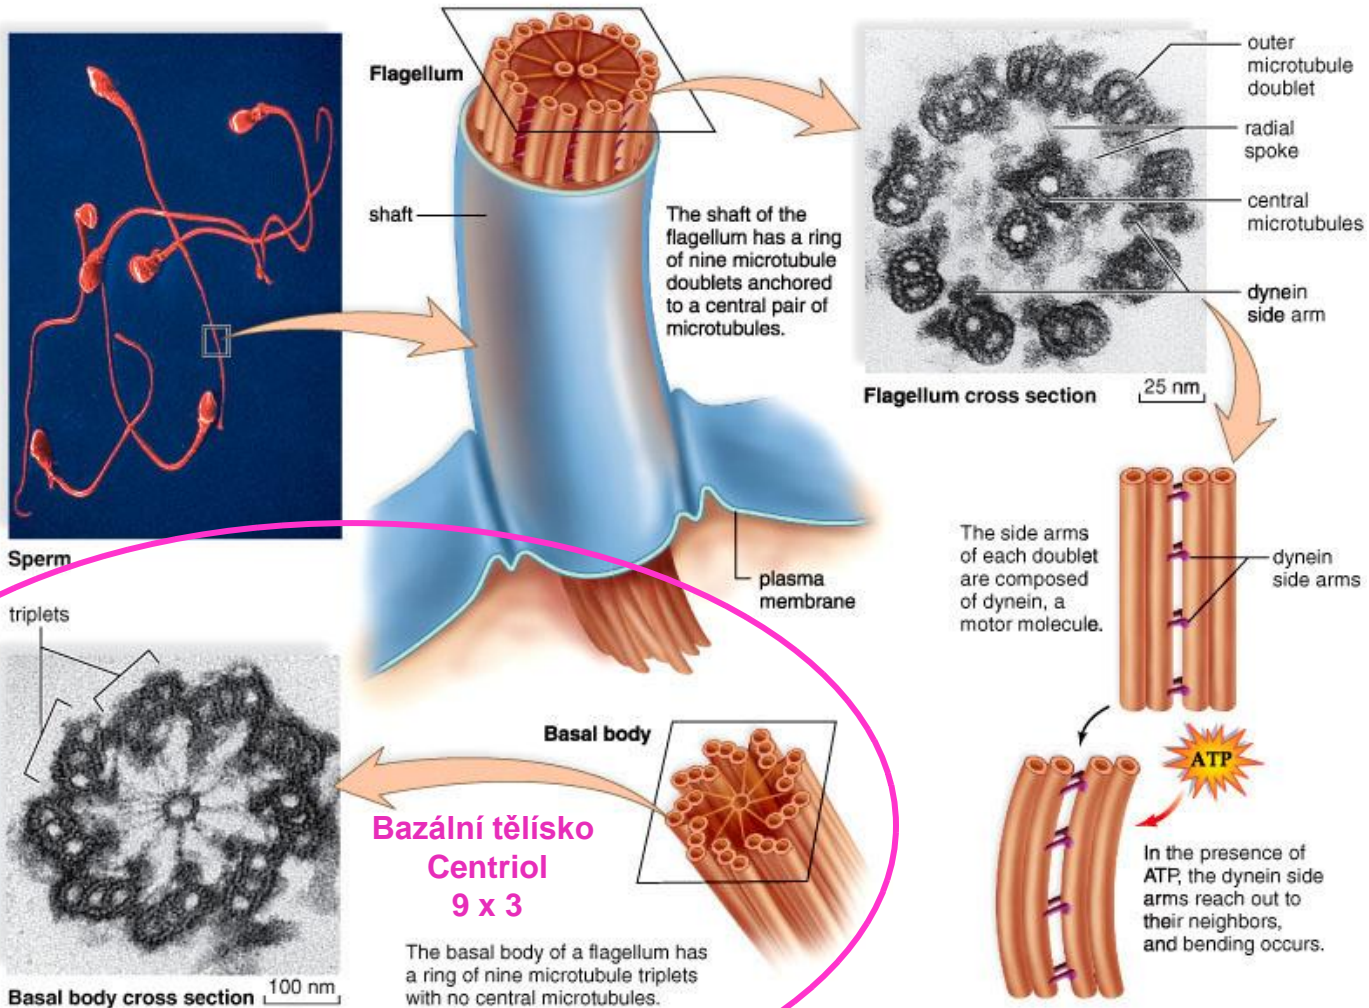 Flagellum
shaft
The shaft of the
flagellum has a ring
of nine microtubule
doublets anchored
to a central pair of
microtubules.
outer
microtubule
doublet
radial
spoke
central
microtubules
dynein
side arm
Flagellum cross section
25 nm
Sperm
plasma
membrane
The side arms
of each doublet
are composed
of dynein, a
motor molecule.
dynein
side arms
triplets
Basal body
ATP
Bazální tělísko
Centriol
9 x 3
In the presence of
ATP, the dynein side
arms reach out to
their neighbors,
and bending occurs.
The basal body of a flagellum has
a ring of nine microtubule triplets
with no central microtubules.
Basal body cross section
100 nm